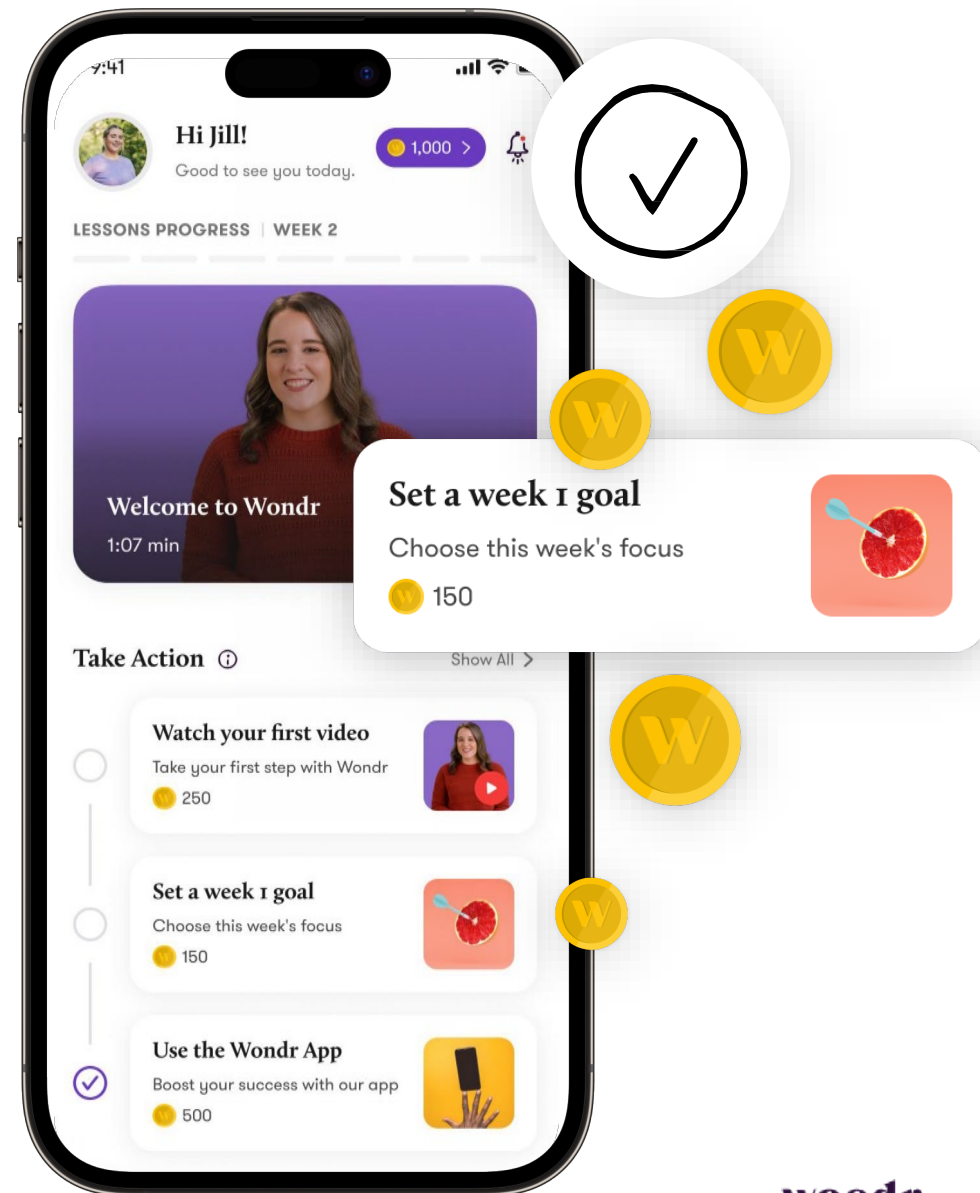 9:41
Hi Jill!
1,000 >
Good to see you today.
LESSONS PROGRESS | WEEK 2
Welcome to Wondr
1:07 min
Set a week 1 goal
Choose this week's focus
150
Take Action
Show All >
Watch your first video
Take your first step with Wondr
250
Set a week 1 goal
Choose this week's focus
150
Use the Wondr App
Boost your success with our app
500
W
W
W
W